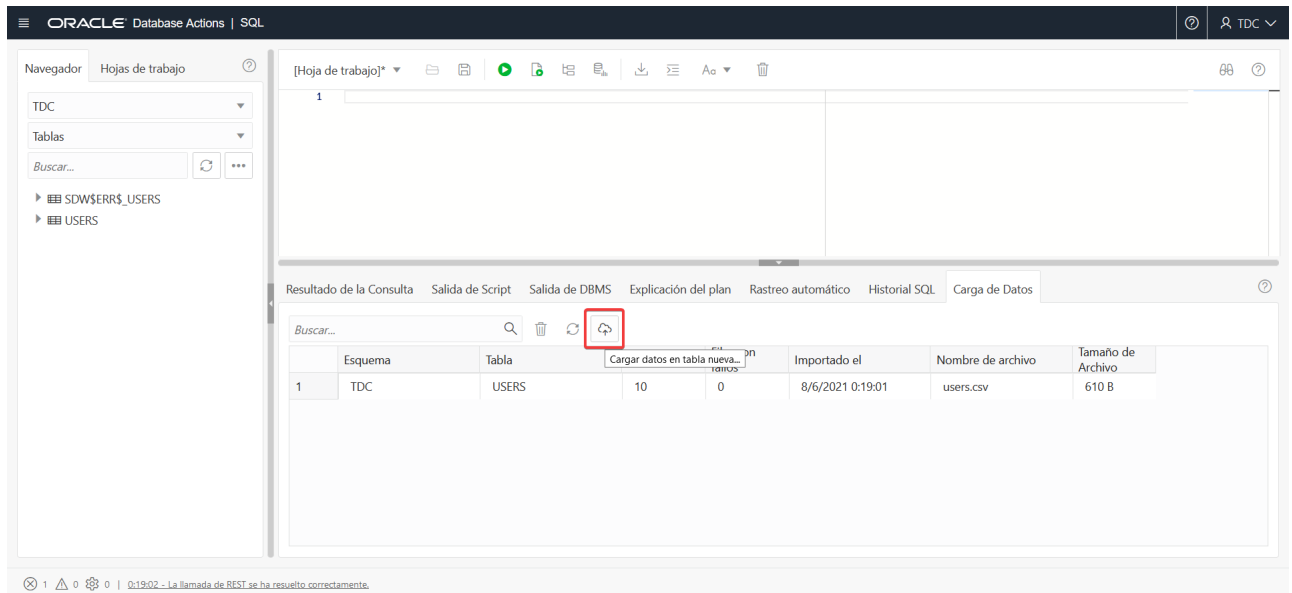 ORACLE Database Actions | SQL
TDC
Navegador Hojas de trabajo
TDC
Tablas
Buscar...
SDW$ERR$_USERS
USERS
[Hoja de trabajo]* Aa
1
Resultado de la Consulta Salida de Script Salida de DBMS Explicación del plan Rastreo automático Historial SQL Carga de Datos
Buscar...
Cargar datos en tabla nueva...
Esquema Tabla Importado el Nombre de archivo Tamaño de Archivo
1 TDC USERS 10 0 8/6/2021 0:19:01 users.csv 610 B
1 0 0 | 0:19:02 - La llamada de REST se ha resuelto correctamente.